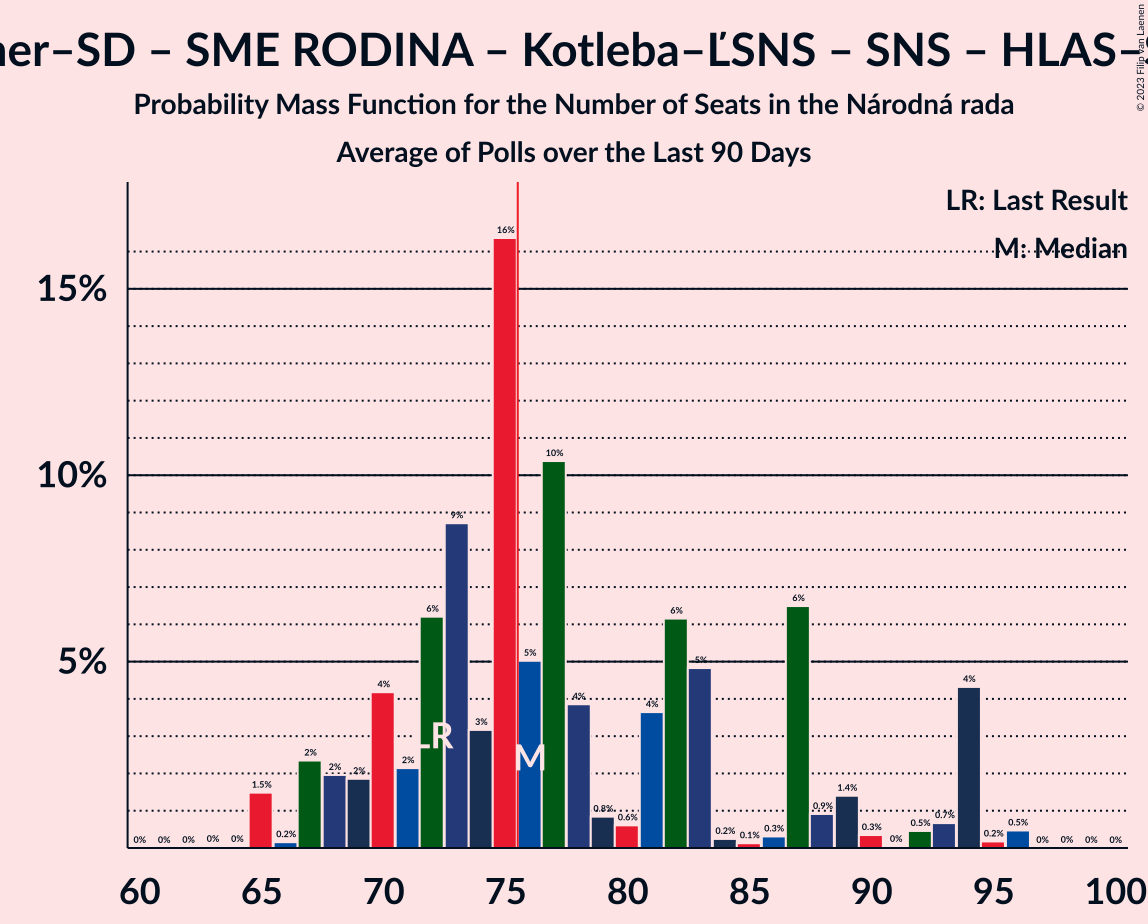 ner–SD – SME RODINA – Kotleba–ĽSNS – SNS – HLAS–
© 2023 Filip van Laenen
Probability Mass Function for the Number of Seats in the Národná rada
Average of Polls over the Last 90 Days
LR: Last Result
M: Median
15%
10%
5%
0% 0% 0% 0% 0% 1.5% 0.2% 2% 2% 2% 4% 2% 6% 9% 3% 16% 5% 10% 4% 0.8% 0.6% 4% 6% 5% 0.2% 0.1% 0.3% 6% 0.9% 1.4% 0.3% 0% 0.5% 0.7% 4% 0.2% 0.5% 0% 0% 0% 0%
LR
M
60 65 70 75 80 85 90 95 100